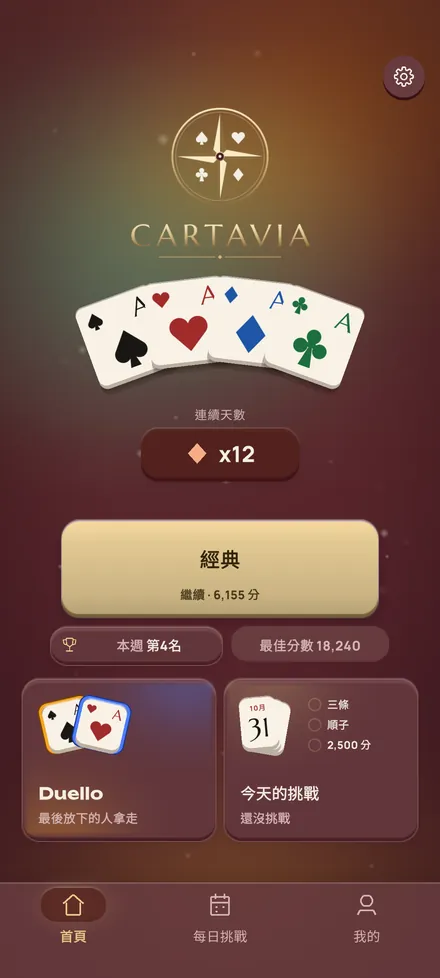 CARTAVIA
A
A
A
A
連續天數
x12
經典
繼續 · 6,155 分
本週 第4名
最佳分數 18,240
A
A
10月
31
三條
順子
2,500 分
Duello
最後放下的人拿走
今天的挑戰
還沒挑戰
首頁
每日挑戰
我的